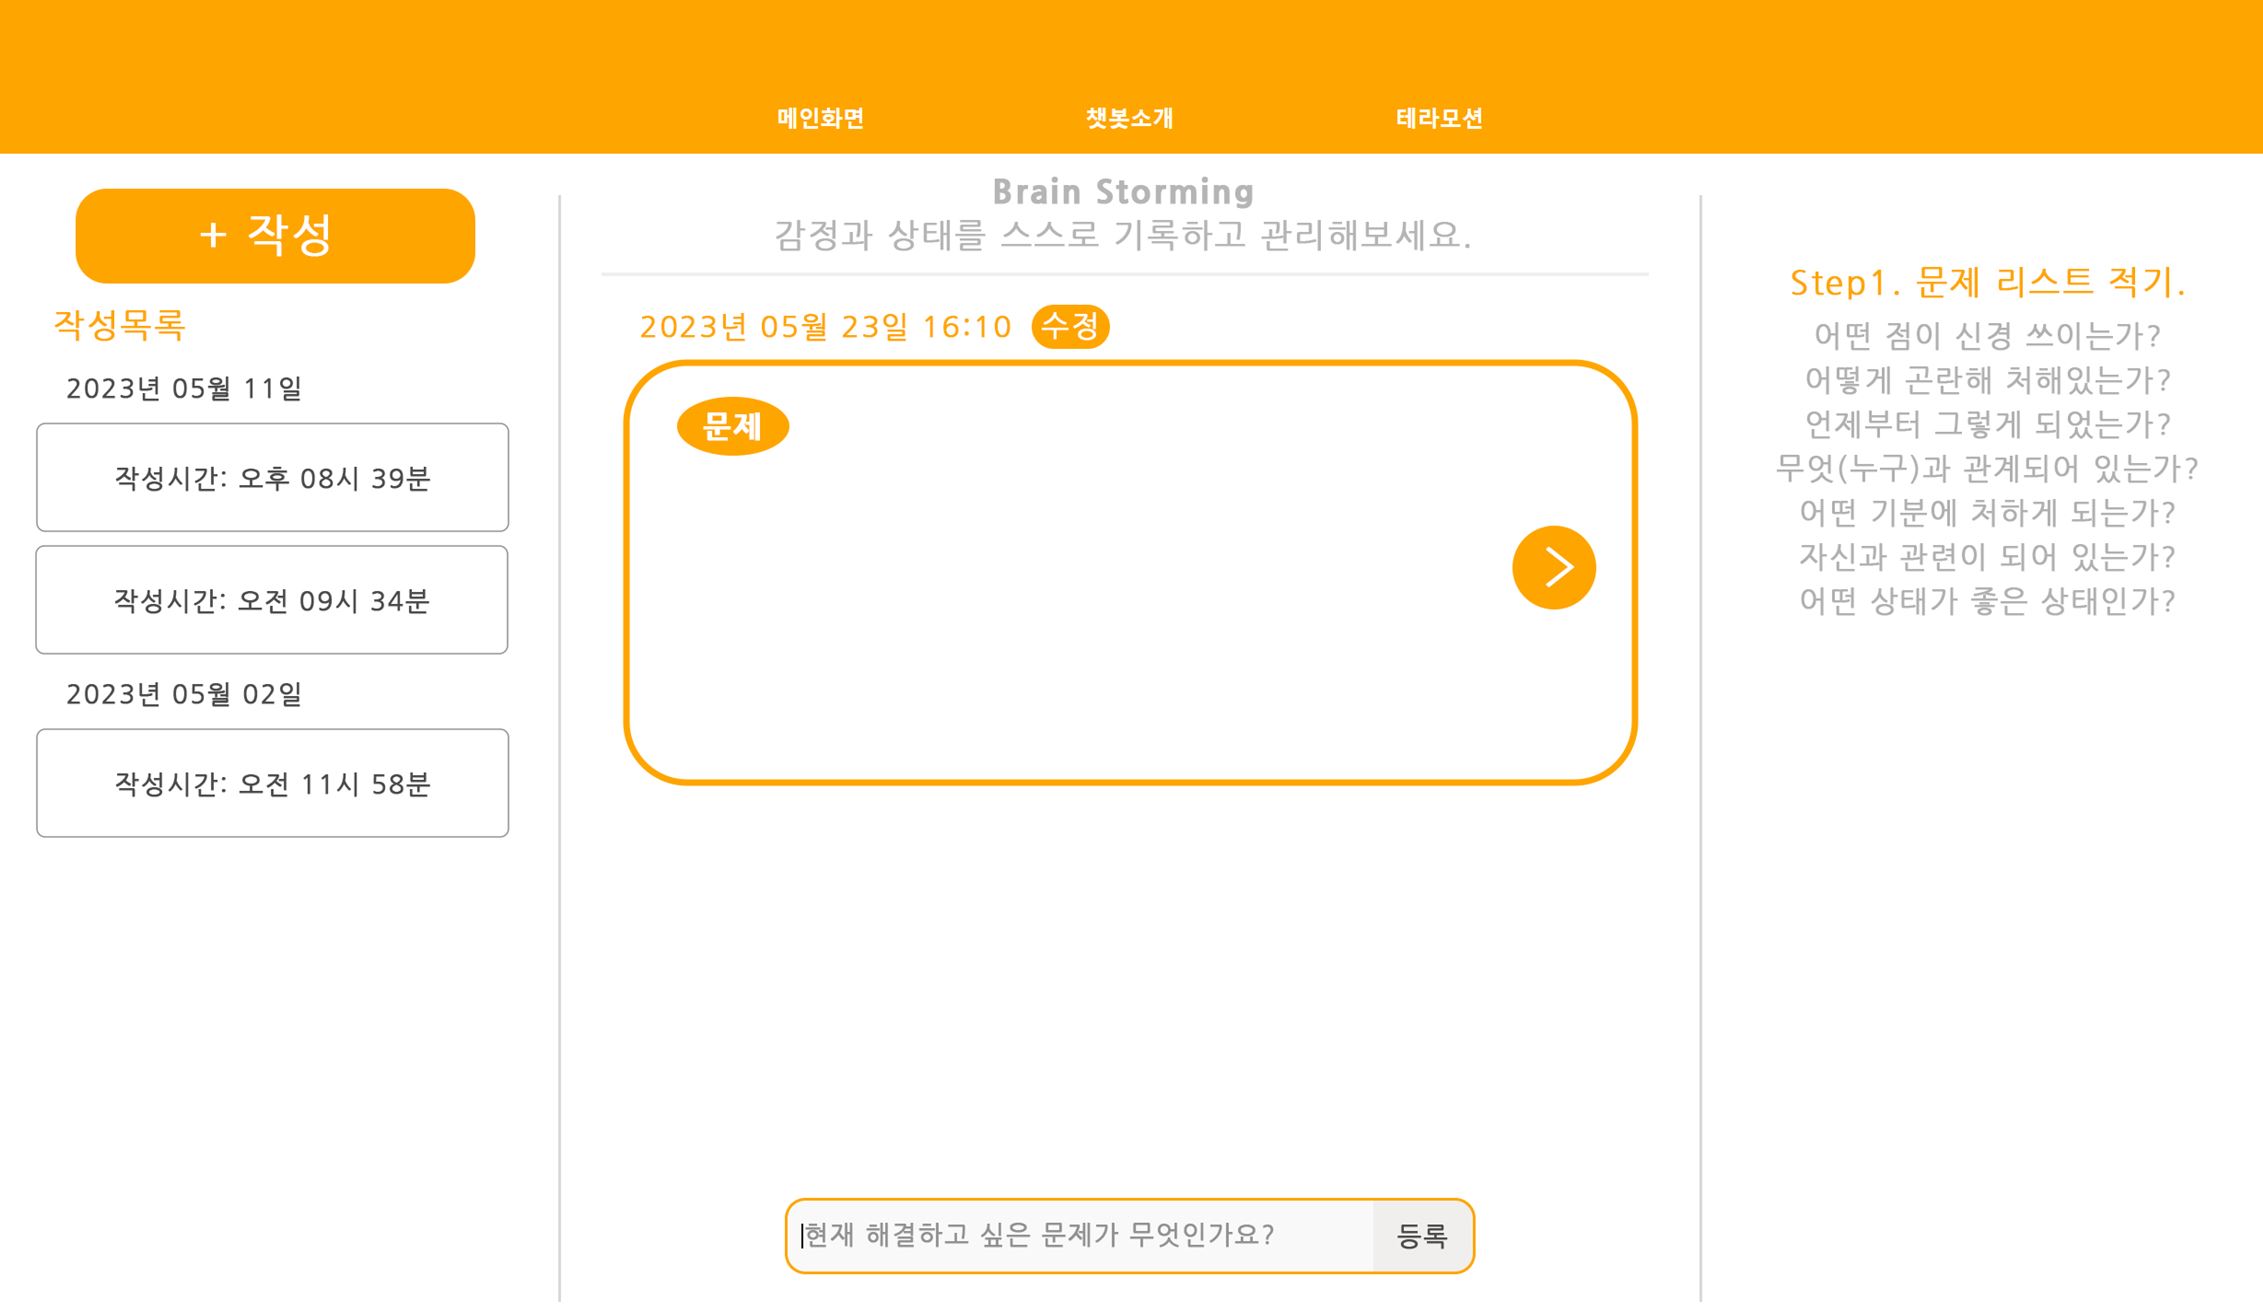 메인화면 챗봇소개 테라모션
+ 작성
작성목록
2023년 05월 11일
작성시간: 오후 08시 39분
작성시간: 오전 09시 34분
2023년 05월 02일
작성시간: 오전 11시 58분
Brain Storming
감정과 상태를 스스로 기록하고 관리해보세요.
2023년 05월 23일 16:10 수정
문제
현재 해결하고 싶은 문제가 무엇인가요? 등록
Step1. 문제 리스트 적기.
어떤 점이 신경 쓰이는가?
어떻게 곤란해 처해있는가?
언제부터 그렇게 되었는가?
무엇(누구)과 관계되어 있는가?
어떤 기분에 처하게 되는가?
자신과 관련이 되어 있는가?
어떤 상태가 좋은 상태인가?